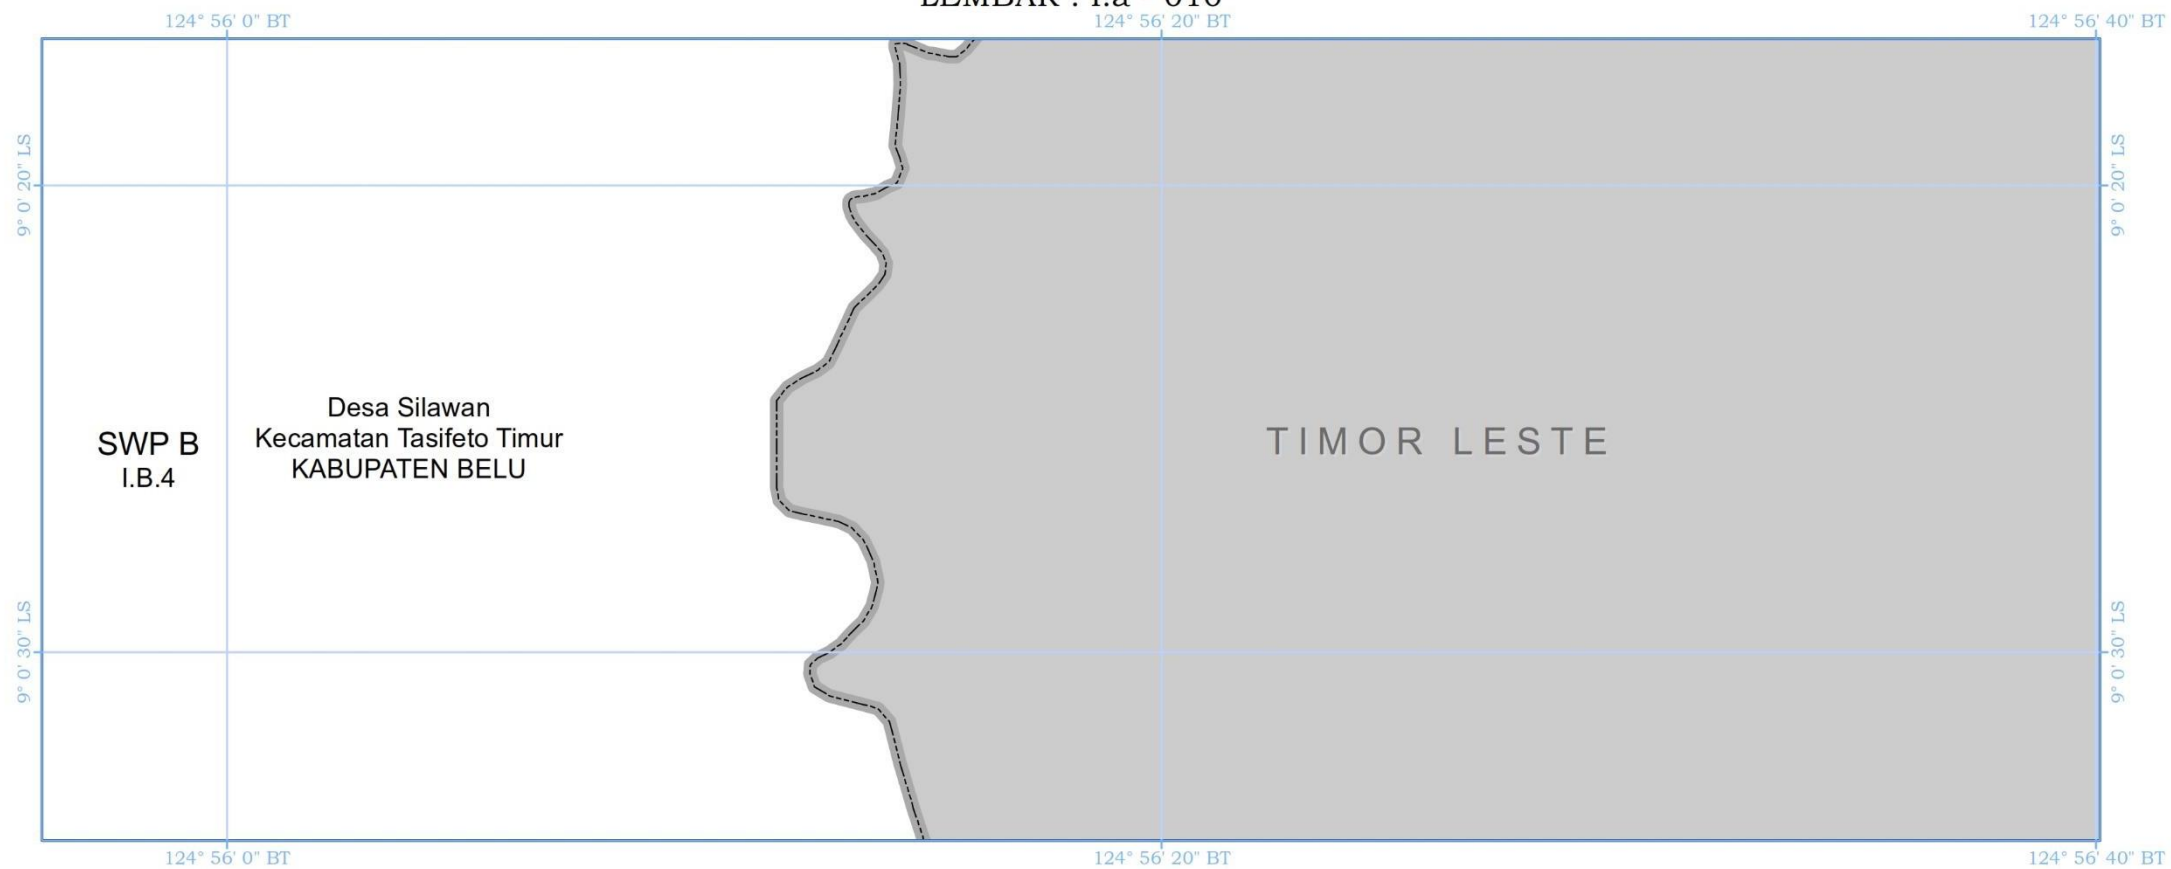 124° 56' 0" BT
124° 56' 20" BT
124° 56' 40" BT
9° 0' 20" LS
9° 0' 20" LS
Desa Silawan
Kecamatan Tasifeto Timur
KABUPATEN BELU
SWP B
I.B.4
TIMOR LESTE
9° 0' 30" LS
9° 0' 30" LS
124° 56' 0" BT
124° 56' 20" BT
124° 56' 40" BT